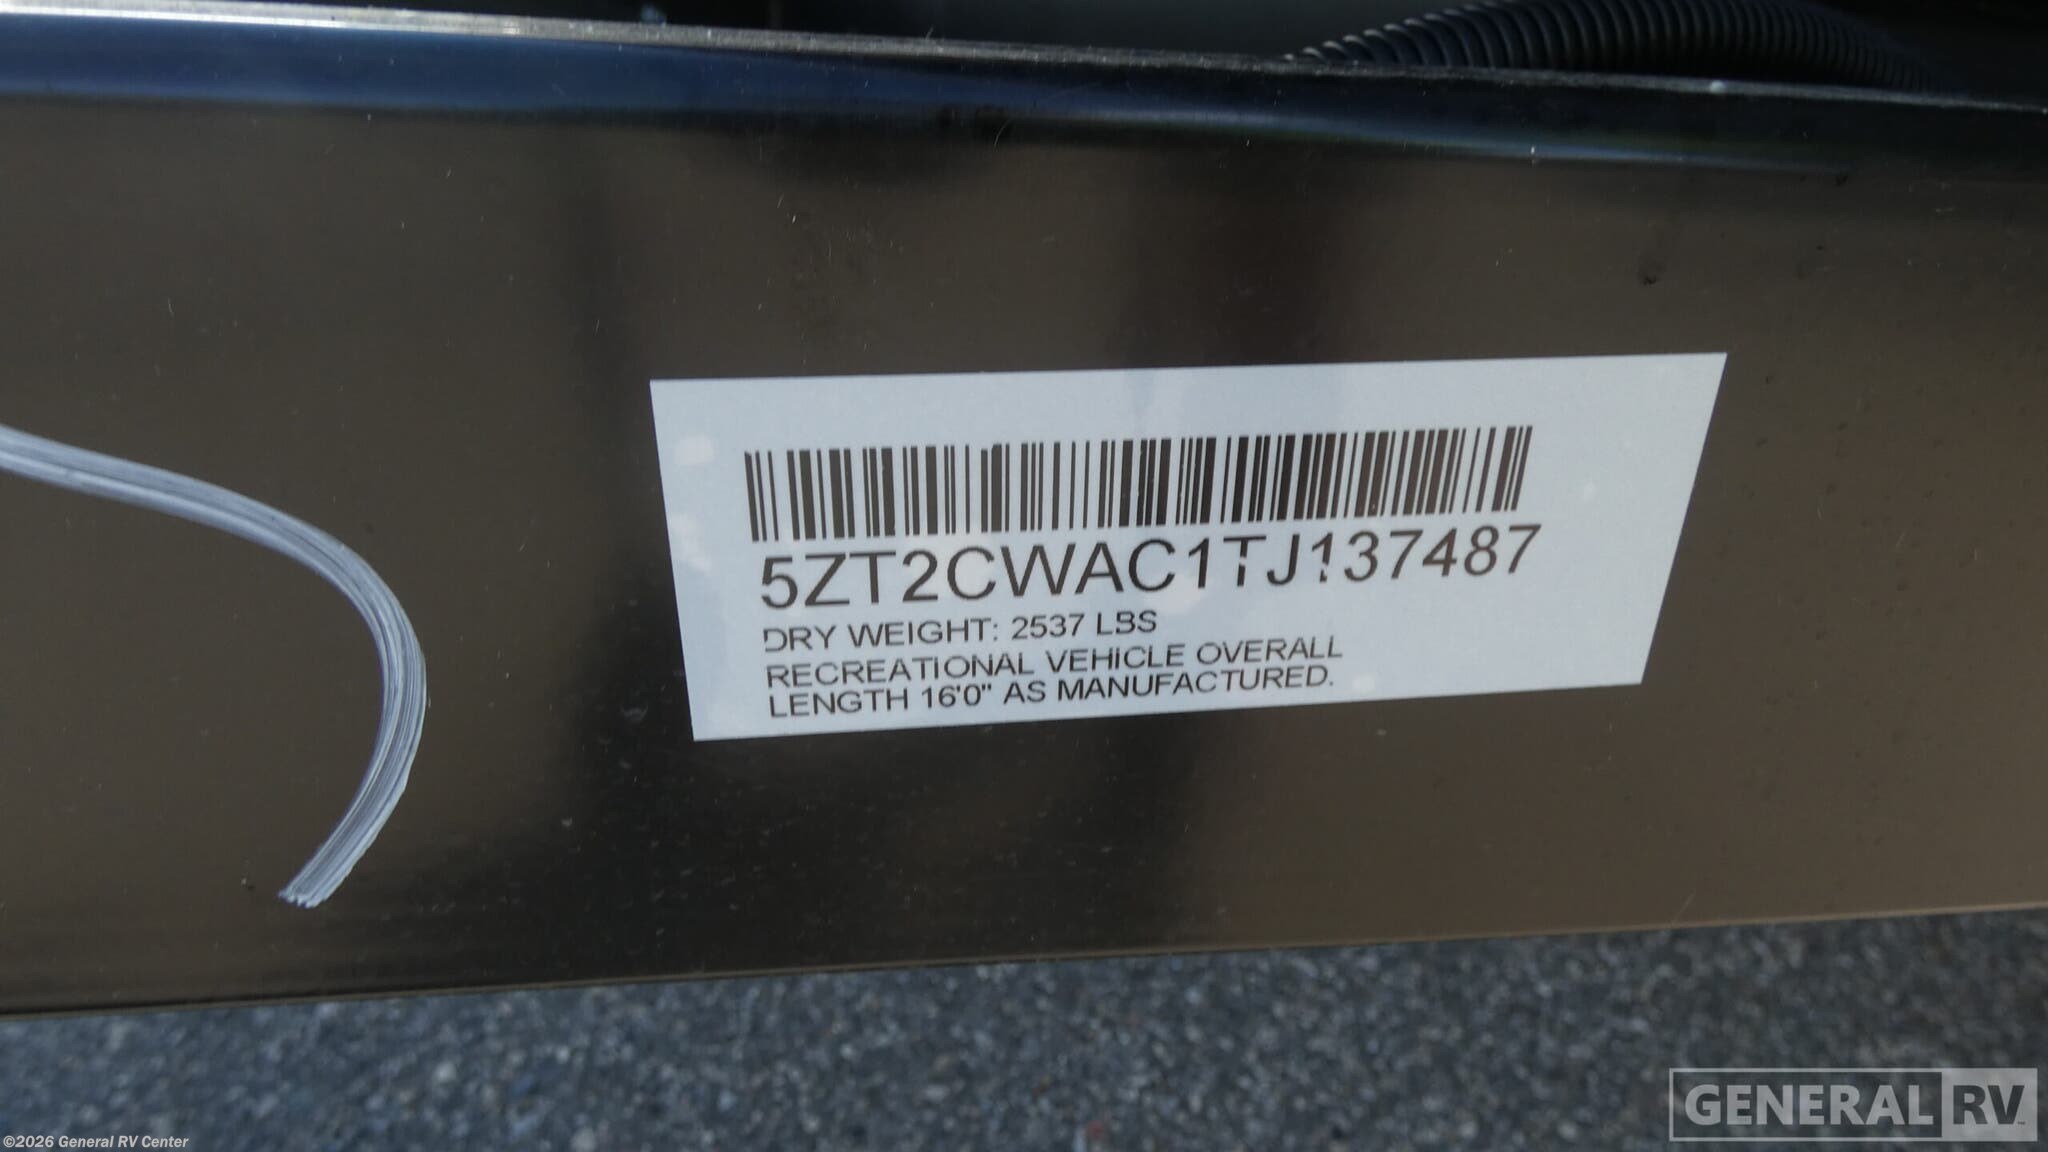 5ZT2CWAC1TJ137487
DRY WEIGHT: 2537 LBS
RECREATIONAL VEHICLE OVERALL
LENGTH 16'0" AS MANUFACTURED.
GENERAL RV
©2026 General RV Center